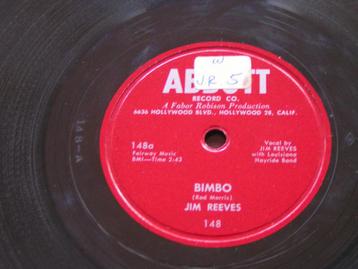 148-A
W
JR 5
ABBOTT
RECORD CO.
A Fabor Robison Production
6636 HOLLYWOOD BLVD., HOLLYWOOD 28, CALIF.
148a
Fairway Music
BMI—Time 2:43
Vocal by
JIM REEVES
with Louisiana
Hayride Band
BIMBO
(Rod Morris)
JIM REEVES
148